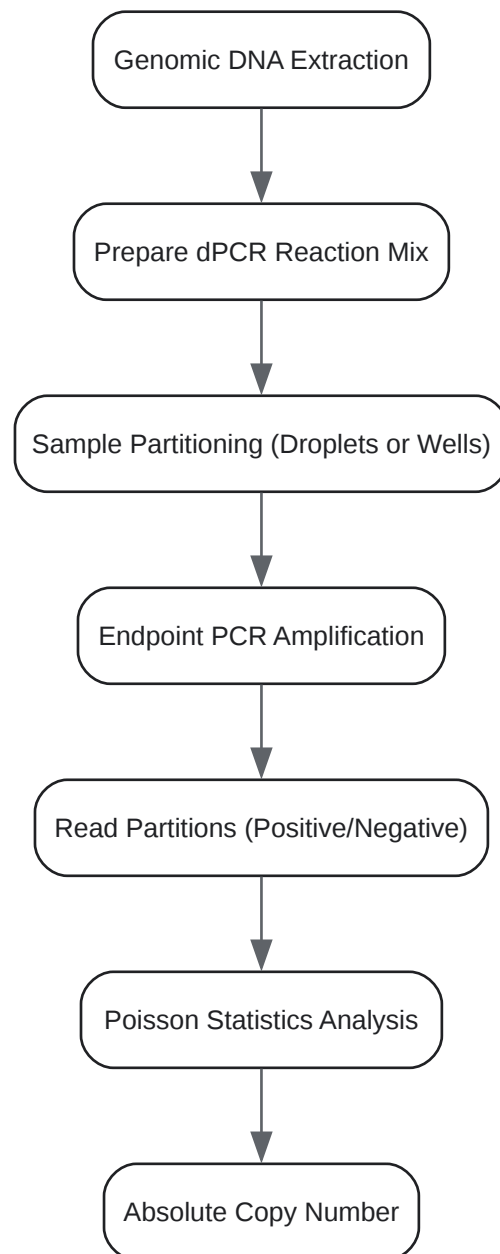 Genomic DNA Extraction
Prepare dPCR Reaction Mix
Sample Partitioning (Droplets or Wells)
Endpoint PCR Amplification
Read Partitions (Positive/Negative)
Poisson Statistics Analysis
Absolute Copy Number